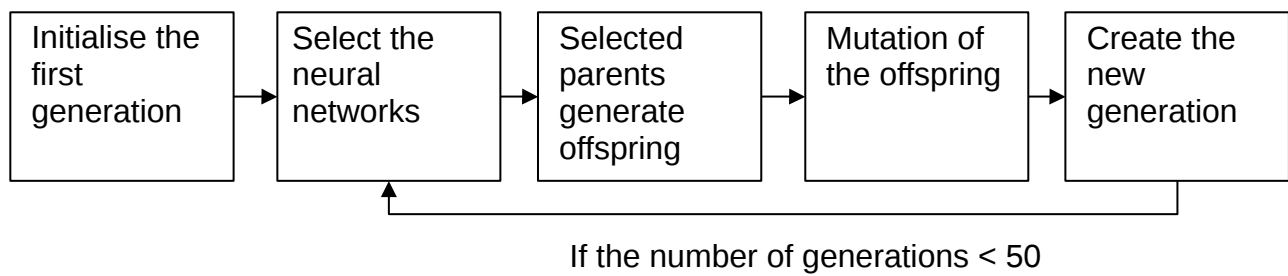 Initialise the
first
generation
Select the
neural
networks
Selected
parents
generate
offspring
Mutation of
the offspring
Create the
new
generation
If the number of generations < 50